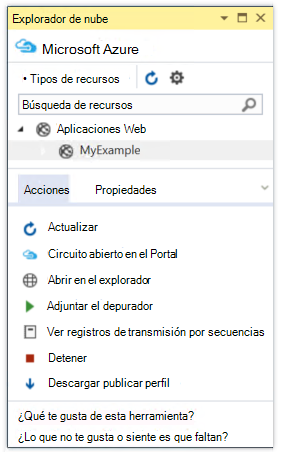 Explorador de nube
Microsoft Azure
• Tipos de recursos
Búsqueda de recursos
Aplicaciones Web
MyExample
Acciones Propiedades
Actualizar
Circuito abierto en el Portal
Abrir en el explorador
Adjuntar el depurador
Ver registros de transmisión por secuencias
Detener
Descargar publicar perfil
¿Qué te gusta de esta herramienta?
¿Lo que no te gusta o siente es que faltan?